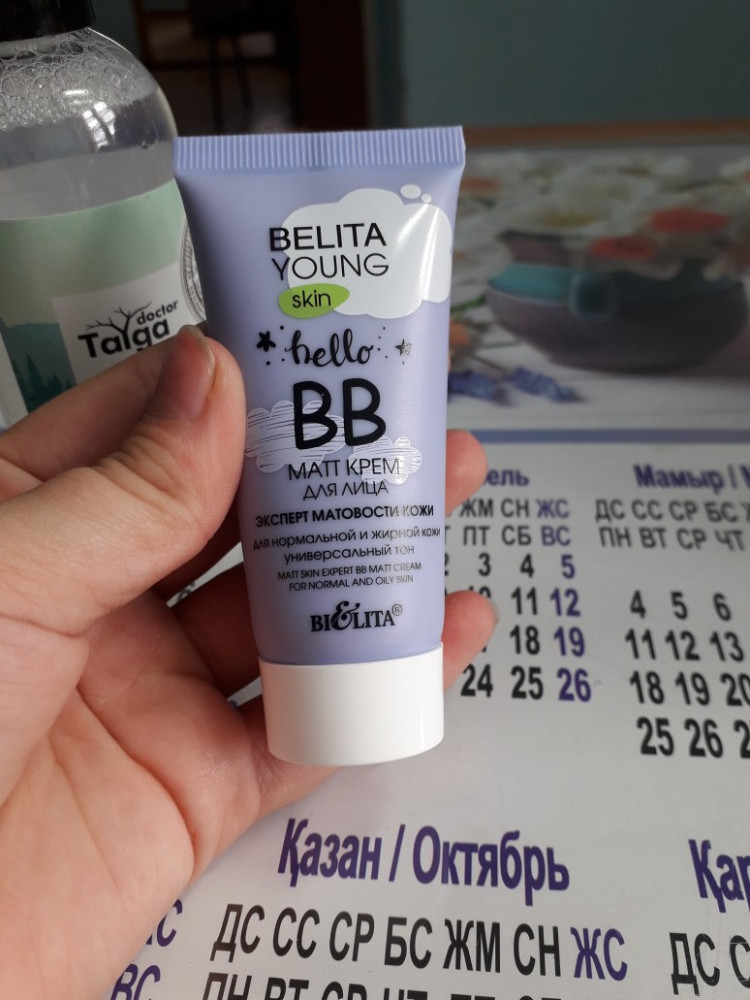 BELITA
YOUNG
skin
hello
BB
MATT КРЕМ
ДЛЯ ЛИЦА
ЭКСПЕРТ МАТОВОСТИ КОЖИ
для нормальной и жирной кожи
универсальный тон
MATT SKIN EXPERT BB MATT CREAM
FOR NORMAL AND OILY SKIN
BI&LITA®
doctor
Taiga
Мамыр /
ЖМ СН ЖС
ДС СС СР БС
ПТ СБ ВС
ПН ВТ СР ЧТ
3 4 5
11 12
4 5 6
18 19
11 12 13
24 25 26
18 19
25 26
Қазан / Октябрь
ДС СС СР БС ЖМ СН ЖС
ВС